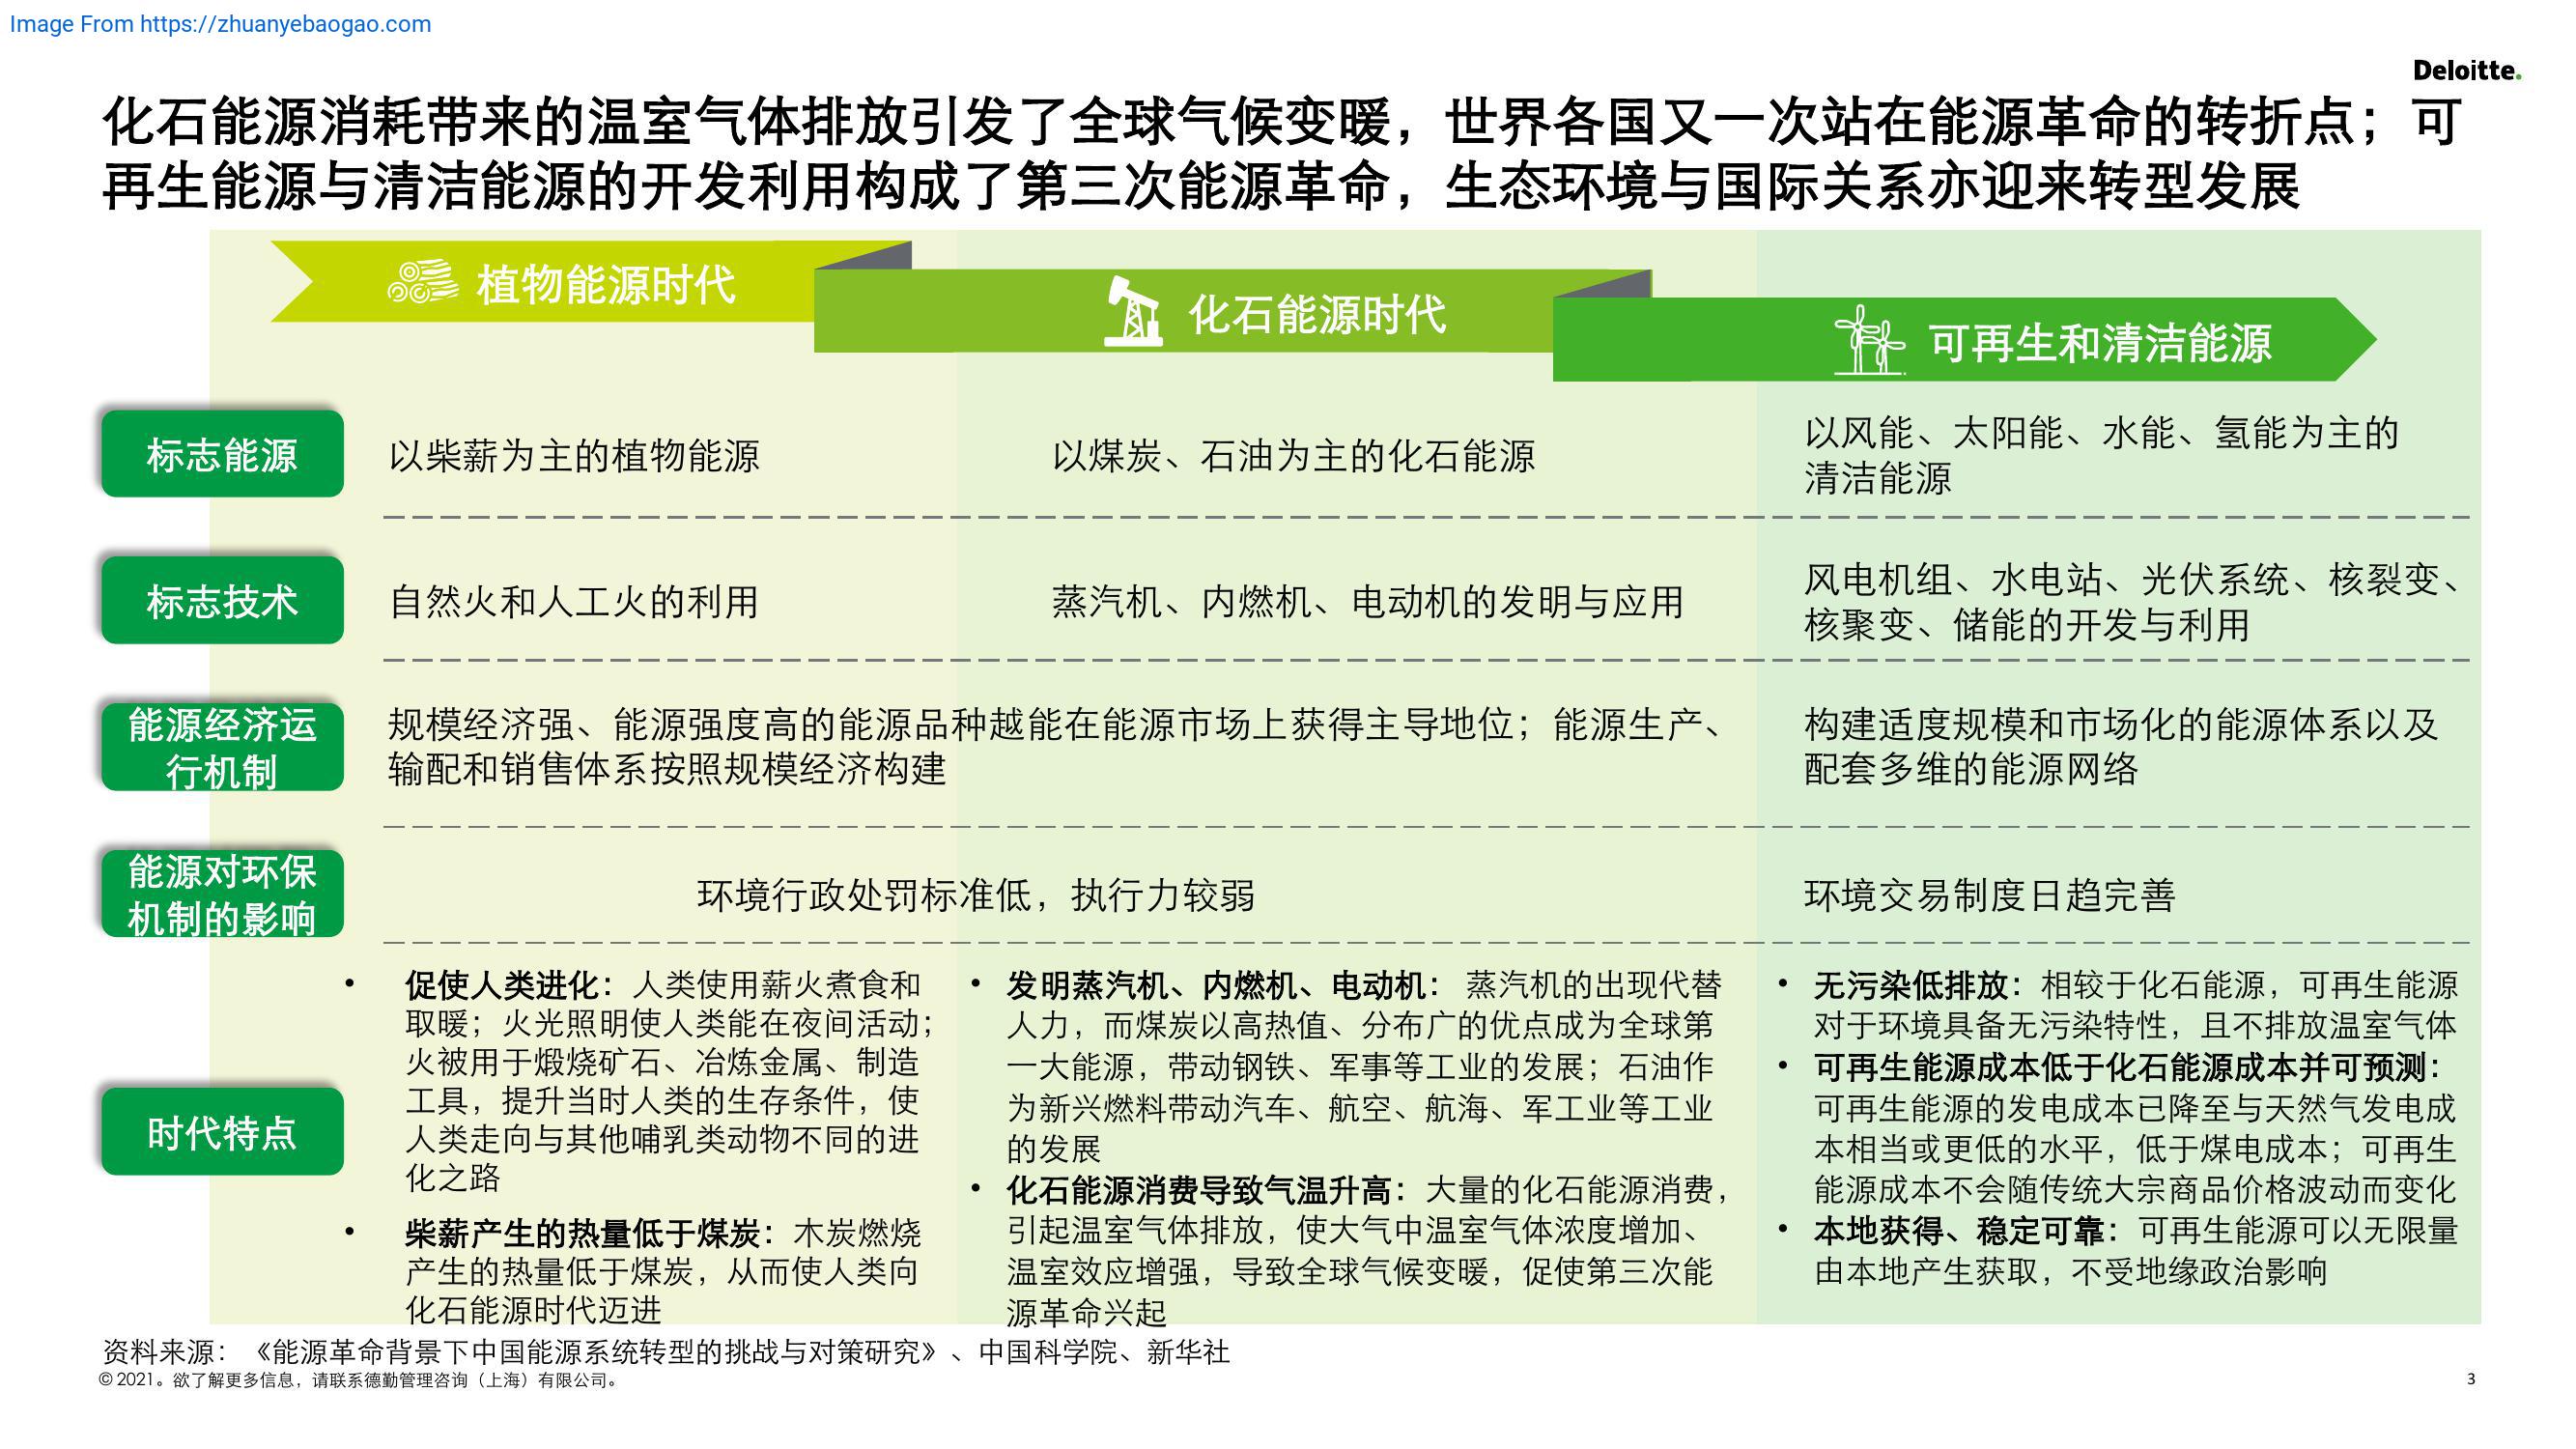 Image From https://zhuanyebaogao.com
Deloitte.
化石能源消耗带来的温室气体排放引发了全球气候变暖，世界各国又一次站在能源革命的转折点；可
再生能源与清洁能源的开发利用构成了第三次能源革命，生态环境与国际关系亦迎来转型发展
植物能源时代
化石能源时代
可再生和清洁能源
标志能源
以柴薪为主的植物能源
以煤炭、石油为主的化石能源
以风能、太阳能、水能、氢能为主的
清洁能源
标志技术
自然火和人工火的利用
蒸汽机、内燃机、电动机的发明与应用
风电机组、水电站、光伏系统、核裂变、
核聚变、储能的开发与利用
能源经济运
行机制
规模经济强、能源强度高的能源品种越能在能源市场上获得主导地位；能源生产、
输配和销售体系按照规模经济构建
构建适度规模和市场化的能源体系以及
配套多维的能源网络
能源对环保
机制的影响
环境行政处罚标准低，执行力较弱
环境交易制度日趋完善
时代特点
• 促使人类进化：人类使用薪火煮食和
取暖；火光照明使人类能在夜间活动；
火被用于煅烧矿石、冶炼金属、制造
工具，提升当时人类的生存条件，使
人类走向与其他哺乳类动物不同的进
化之路
• 柴薪产生的热量低于煤炭：木炭燃烧
产生的热量低于煤炭，从而使人类向
化石能源时代迈进
• 发明蒸汽机、内燃机、电动机：蒸汽机的出现代替
人力，而煤炭以高热值、分布广的优点成为全球第
一大能源，带动钢铁、军事等工业的发展；石油作
为新兴燃料带动汽车、航空、航海、军工业等工业
的发展
• 化石能源消费导致气温升高：大量的化石能源消费，
引起温室气体排放，使大气中温室气体浓度增加、
温室效应增强，导致全球气候变暖，促使第三次能
源革命兴起
• 无污染低排放：相较于化石能源，可再生能源
对于环境具备无污染特性，且不排放温室气体
• 可再生能源成本低于化石能源成本并可预测：
可再生能源的发电成本已降至与天然气发电成
本相当或更低的水平，低于煤电成本；可再生
能源成本不会随传统大宗商品价格波动而变化
• 本地获得、稳定可靠：可再生能源可以无限量
由本地产生获取，不受地缘政治影响
资料来源：《能源革命背景下中国能源系统转型的挑战与对策研究》、中国科学院、新华社
© 2021。欲了解更多信息，请联系德勤管理咨询（上海）有限公司。
3